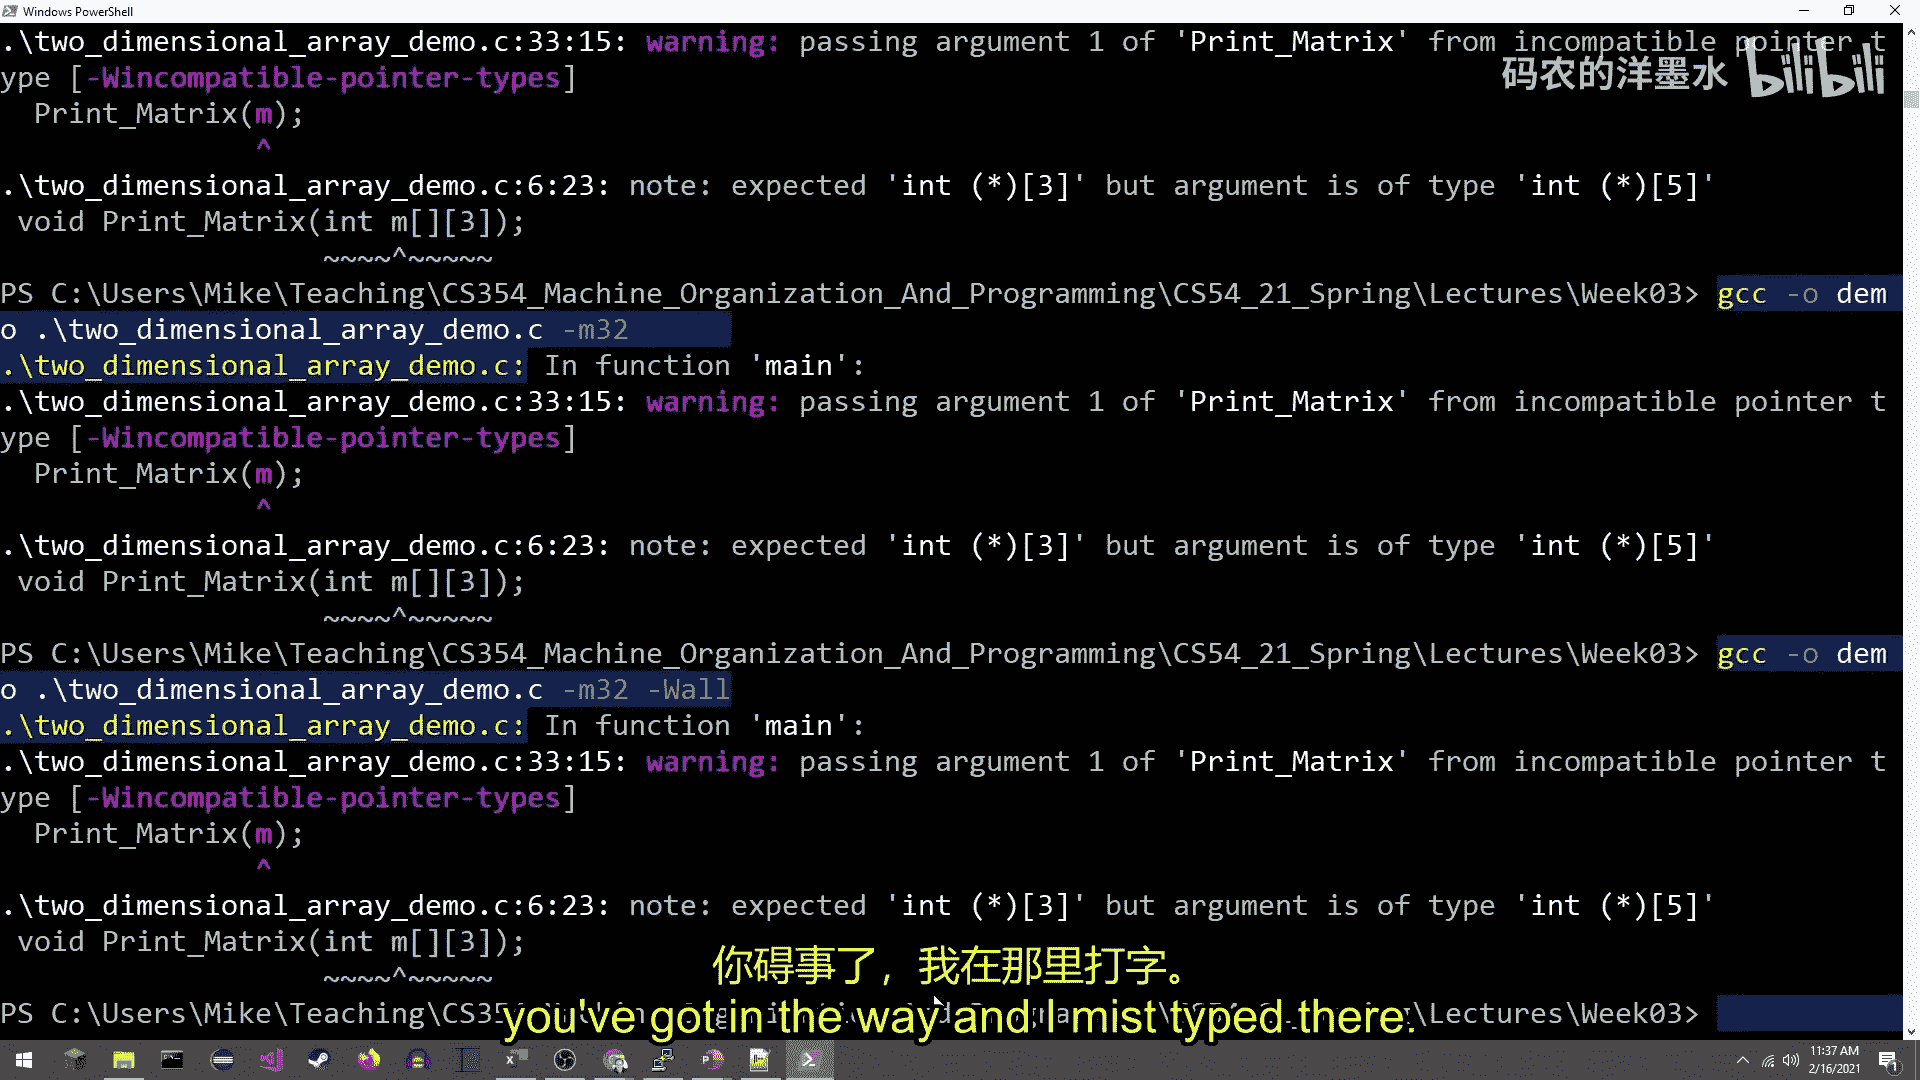 Windows PowerShell
.\two_dimensional_array_demo.c:33:15: warning: passing argument 1 of 'Print_Matrix' from incompatible pointer t
ype [-Wincompatible-pointer-types]
码农的洋墨水 bilibili
  Print_Matrix(m);
^
.\two_dimensional_array_demo.c:6:23: note: expected 'int (*)[3]' but argument is of type 'int (*)[5]'
 void Print_Matrix(int m[][3]);
~~~~^~~~~~
PS C:\Users\Mike\Teaching\CS354_Machine_Organization_And_Programming\CS54_21_Spring\Lectures\Week03> gcc -o dem
o .\two_dimensional_array_demo.c -m32
.\two_dimensional_array_demo.c: In function 'main':
.\two_dimensional_array_demo.c:33:15: warning: passing argument 1 of 'Print_Matrix' from incompatible pointer t
ype [-Wincompatible-pointer-types]
  Print_Matrix(m);
^
.\two_dimensional_array_demo.c:6:23: note: expected 'int (*)[3]' but argument is of type 'int (*)[5]'
 void Print_Matrix(int m[][3]);
~~~~^~~~~~
PS C:\Users\Mike\Teaching\CS354_Machine_Organization_And_Programming\CS54_21_Spring\Lectures\Week03> gcc -o dem
o .\two_dimensional_array_demo.c -m32 -Wall
.\two_dimensional_array_demo.c: In function 'main':
.\two_dimensional_array_demo.c:33:15: warning: passing argument 1 of 'Print_Matrix' from incompatible pointer t
ype [-Wincompatible-pointer-types]
  Print_Matrix(m);
^
.\two_dimensional_array_demo.c:6:23: note: expected 'int (*)[3]' but argument is of type 'int (*)[5]'
 void Print_Matrix(int m[][3]);
~~~~^~~~~~
你碍事了，我在那里打字。
PS C:\Users\Mike\Teaching\CS54_21_Spring\Lectures\Week03>
you've got in the way and I mist typed there.
11:37 AM
2/16/2021